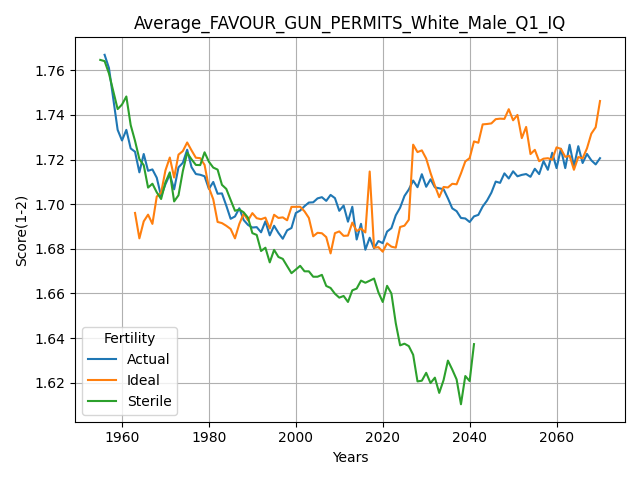 Average_FAVOUR_GUN_PERMITS_White_Male_Q1_IQ
Score(1-2)
1.76
1.74
1.72
1.70
1.68
1.66
1.64
1.62
Fertility
Actual
Ideal
Sterile
1960 1980 2000 2020 2040 2060
Years